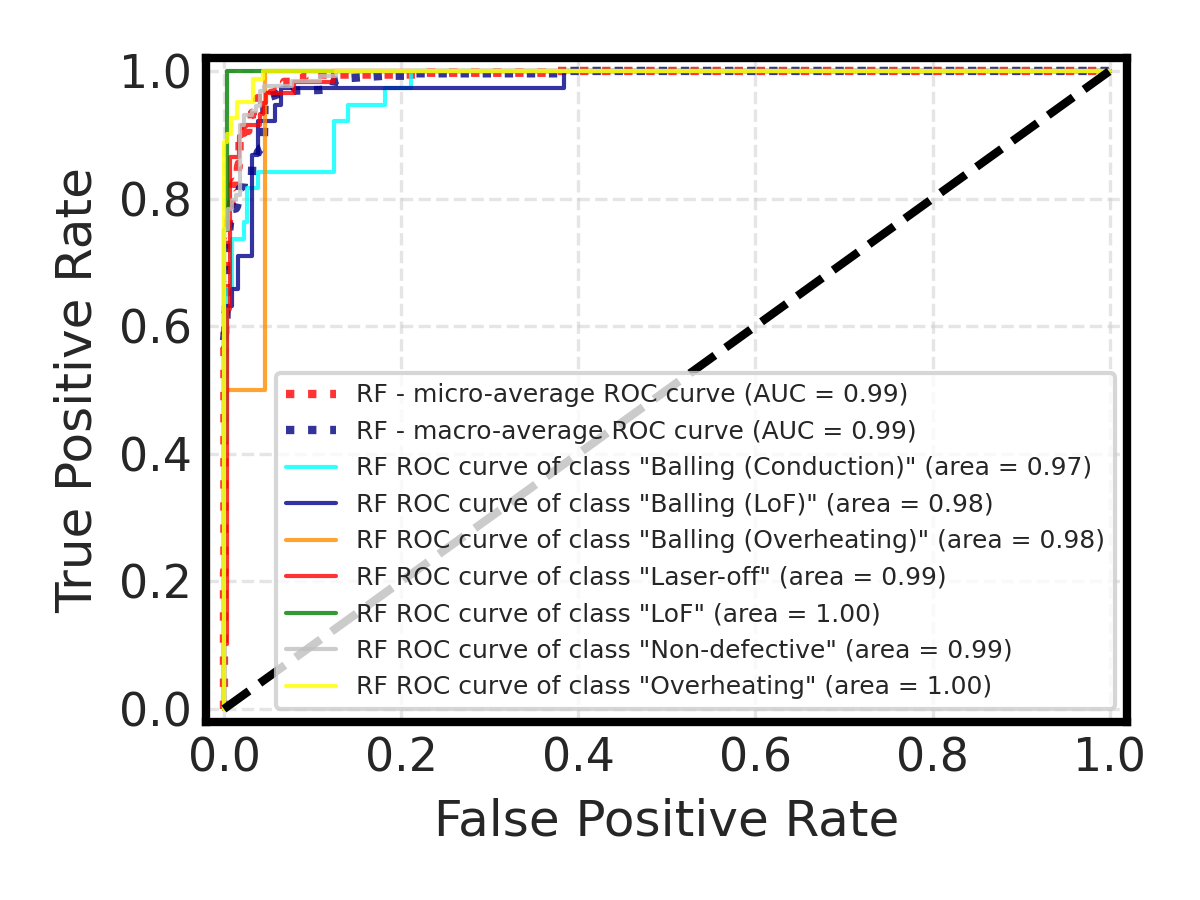 1.0
0.8
0.6
0.4
0.2
0.0
True Positive Rate
RF - micro-average ROC curve (AUC = 0.99)
RF - macro-average ROC curve (AUC = 0.99)
RF ROC curve of class "Balling (Conduction)" (area = 0.97)
RF ROC curve of class "Balling (LoF)" (area = 0.98)
RF ROC curve of class "Balling (Overheating)" (area = 0.98)
RF ROC curve of class "Laser-off" (area = 0.99)
RF ROC curve of class "LoF" (area = 1.00)
RF ROC curve of class "Non-defective" (area = 0.99)
RF ROC curve of class "Overheating" (area = 1.00)
0.0 0.2 0.4 0.6 0.8 1.0
False Positive Rate